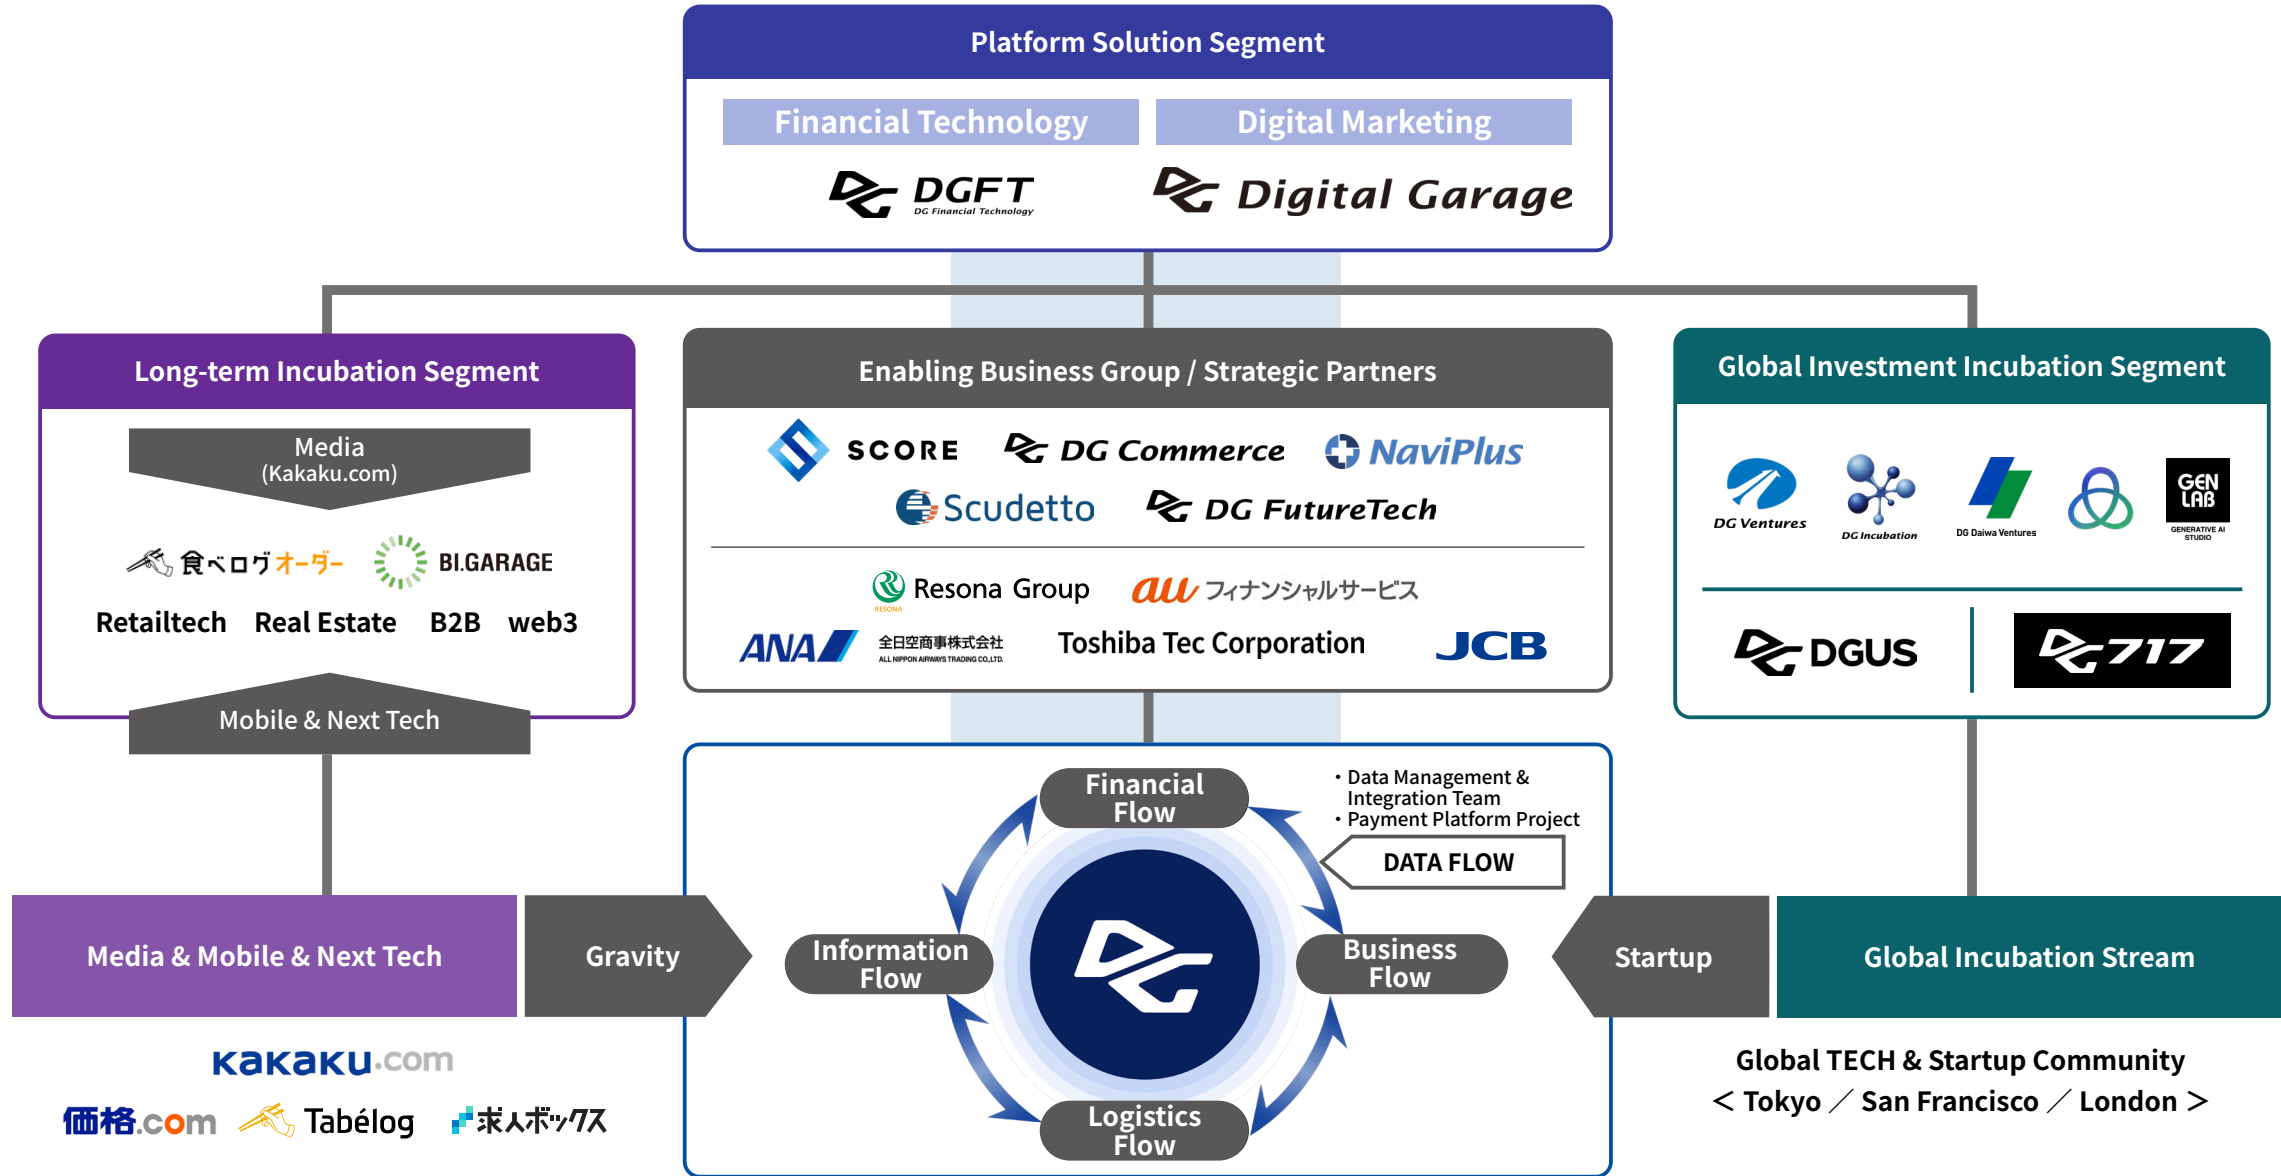 Platform Solution Segment
Financial Technology
Digital Marketing
DGFT
DG Financial Technology
Digital Garage
Long-term Incubation Segment
Media
(Kakaku.com)
食べログオーダー
BI.GARAGE
Retailtech Real Estate B2B web3
Mobile & Next Tech
Enabling Business Group / Strategic Partners
SCORE
DG Commerce
NaviPlus
Scudetto
DG FutureTech
Resona Group
RESONA
au フィナンシャルサービス
ANA
全日空商事株式会社
ALL NIPPON AIRWAYS TRADING CO.,LTD.
Toshiba Tec Corporation
JCB
Global Investment Incubation Segment
DG Ventures
DG Incubation
DG Daiwa Ventures
GEN
LAB
GENERATIVE AI
STUDIO
DGUS
DG717
Financial
Flow
・Data Management &
Integration Team
・Payment Platform Project
DATA FLOW
Information
Flow
DG
Business
Flow
Logistics
Flow
Media & Mobile & Next Tech
Gravity
Startup
Global Incubation Stream
Kakaku.com
価格.com
Tabélog
求人ボックス
Global TECH & Startup Community
＜ Tokyo ／ San Francisco ／ London ＞